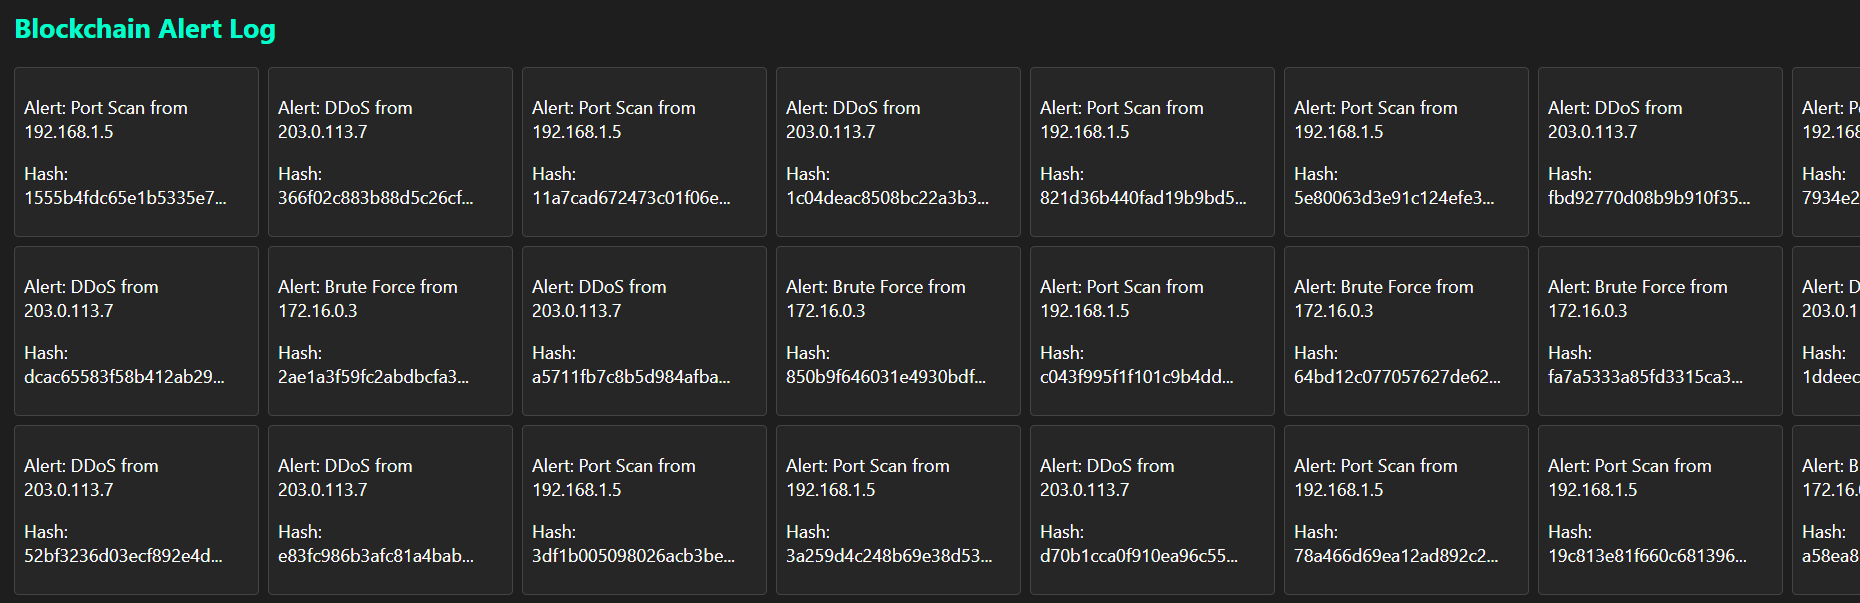 Blockchain Alert Log
Alert: Port Scan from
192.168.1.5
Hash:
1555b4fdc65e1b5335e7...
Alert: DDoS from
203.0.113.7
Hash:
366f02c883b88d5c26cf...
Alert: Port Scan from
192.168.1.5
Hash:
11a7cad672473c01f06e...
Alert: DDoS from
203.0.113.7
Hash:
1c04deac8508bc22a3b3...
Alert: Port Scan from
192.168.1.5
Hash:
821d36b440fad19b9bd5...
Alert: Port Scan from
192.168.1.5
Hash:
5e80063d3e91c124efe3...
Alert: DDoS from
203.0.113.7
Hash:
fbd92770d08b9b910f35...
Alert: P
192.168
Hash:
7934e2
Alert: DDoS from
203.0.113.7
Hash:
dcac65583f58b412ab29...
Alert: Brute Force from
172.16.0.3
Hash:
2ae1a3f59fc2abdbcfa3...
Alert: DDoS from
203.0.113.7
Hash:
a5711fb7c8b5d984afba...
Alert: Brute Force from
172.16.0.3
Hash:
850b9f646031e4930bdf...
Alert: Port Scan from
192.168.1.5
Hash:
c043f995f1f101c9b4dd...
Alert: Brute Force from
172.16.0.3
Hash:
64bd12c077057627de62...
Alert: Brute Force from
172.16.0.3
Hash:
fa7a5333a85fd3315ca3...
Alert: D
203.0.1
Hash:
1ddeec
Alert: DDoS from
203.0.113.7
Hash:
52bf3236d03ecf892e4d...
Alert: DDoS from
203.0.113.7
Hash:
e83fc986b3afc81a4bab...
Alert: Port Scan from
192.168.1.5
Hash:
3df1b005098026acb3be...
Alert: Port Scan from
192.168.1.5
Hash:
3a259d4c248b69e38d53...
Alert: DDoS from
203.0.113.7
Hash:
d70b1cca0f910ea96c55...
Alert: Port Scan from
192.168.1.5
Hash:
78a466d69ea12ad892c2...
Alert: Port Scan from
192.168.1.5
Hash:
19c813e81f660c681396...
Alert: B
172.16.
Hash:
a58ea8